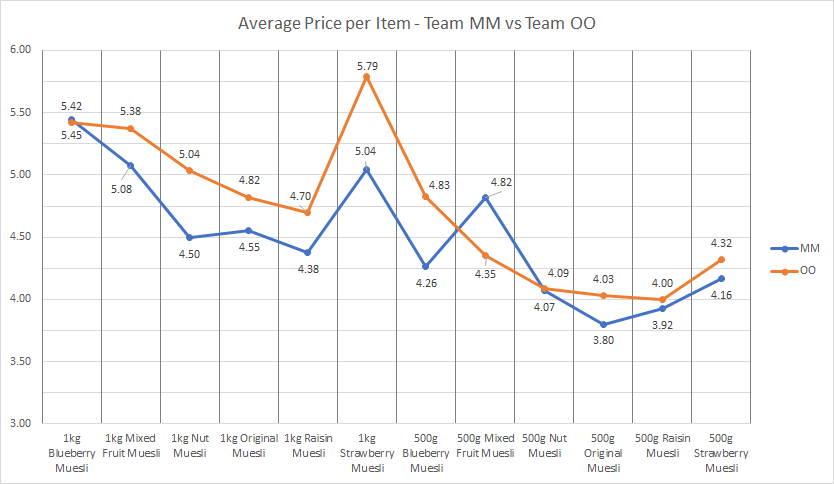 Average Price per Item - Team MM vs Team OO
6.00
5.50
5.00
4.50
4.00
3.50
3.00
5.42
5.45
5.38
5.08
5.04
4.50
4.82
4.55
4.70
4.38
5.79
5.04
4.83
4.26
4.82
4.35
4.09
4.07
4.03
3.80
4.00
3.92
4.32
4.16
MM
OO
1kg
Blueberry
Muesli
1kg Mixed
Fruit Muesli
1kg Nut
Muesli
1kg Original
Muesli
1kg Raisin
Muesli
1kg
Strawberry
Muesli
500g
Blueberry
Muesli
500g Mixed
Fruit Muesli
500g Nut
Muesli
500g
Original
Muesli
500g Raisin
Muesli
500g
Strawberry
Muesli